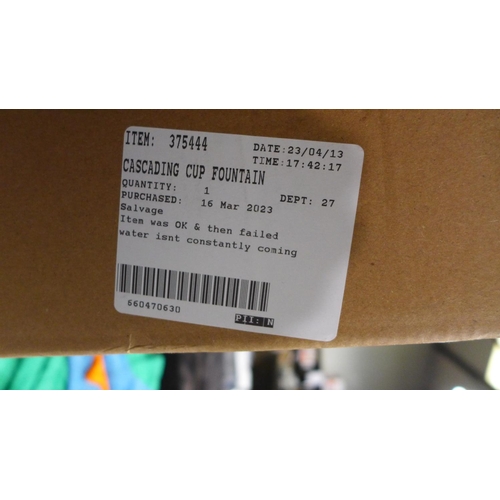 ITEM: 375444 DATE:23/04/13
TIME:17:42:17
CASCADING CUP FOUNTAIN
QUANTITY: 1 DEPT: 27
PURCHASED: 16 Mar 2023
Salvage
Item was OK & then failed
water isnt constantly coming
660470630 PII: N